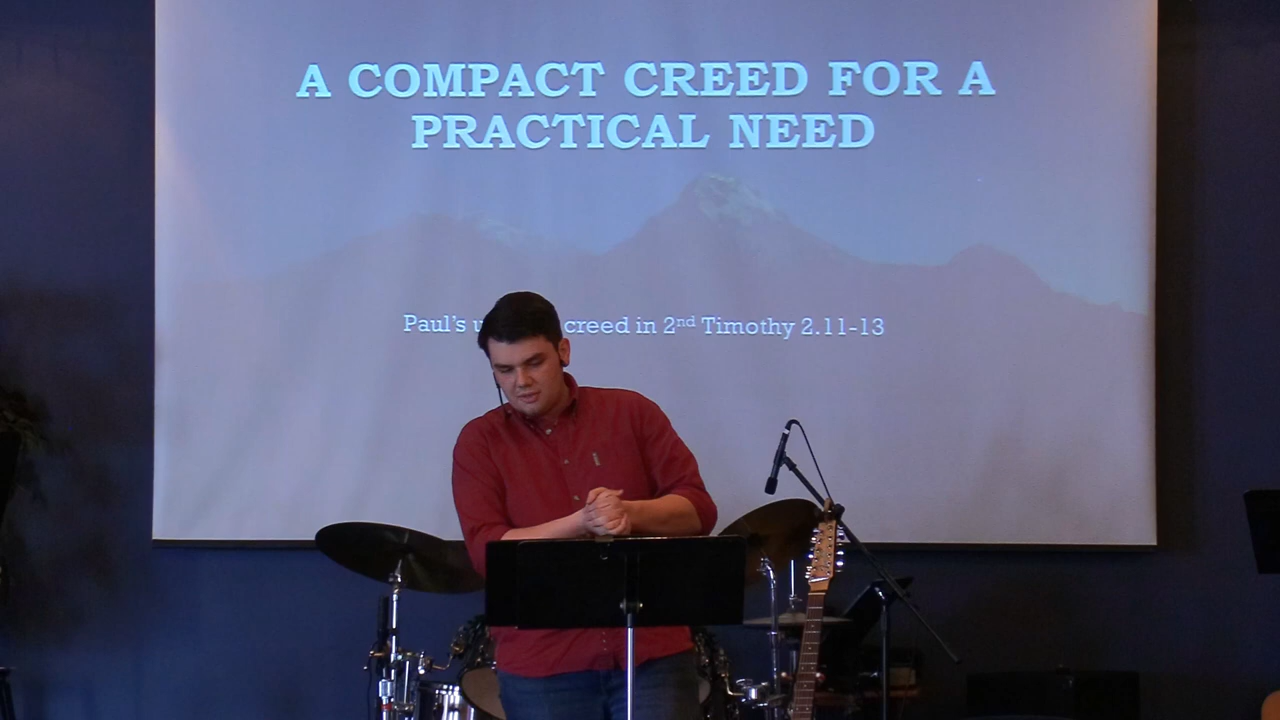 A COMPACT CREED FOR A
PRACTICAL NEED
Paul's creed in 2nd Timothy 2.11-13